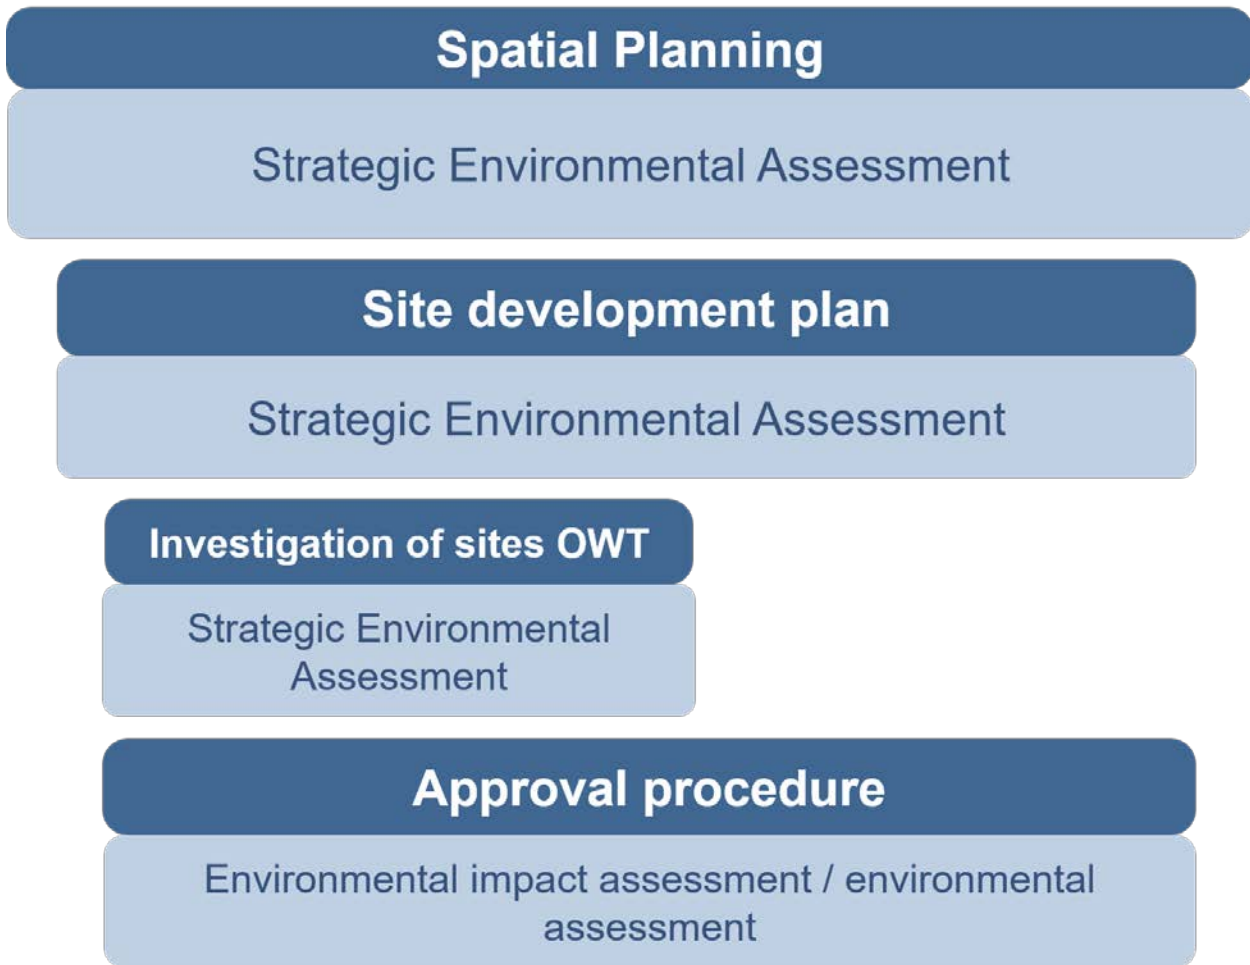 Spatial Planning
Strategic Environmental Assessment
Site development plan
Strategic Environmental Assessment
Investigation of sites OWT
Strategic Environmental
Assessment
Approval procedure
Environmental impact assessment / environmental
assessment